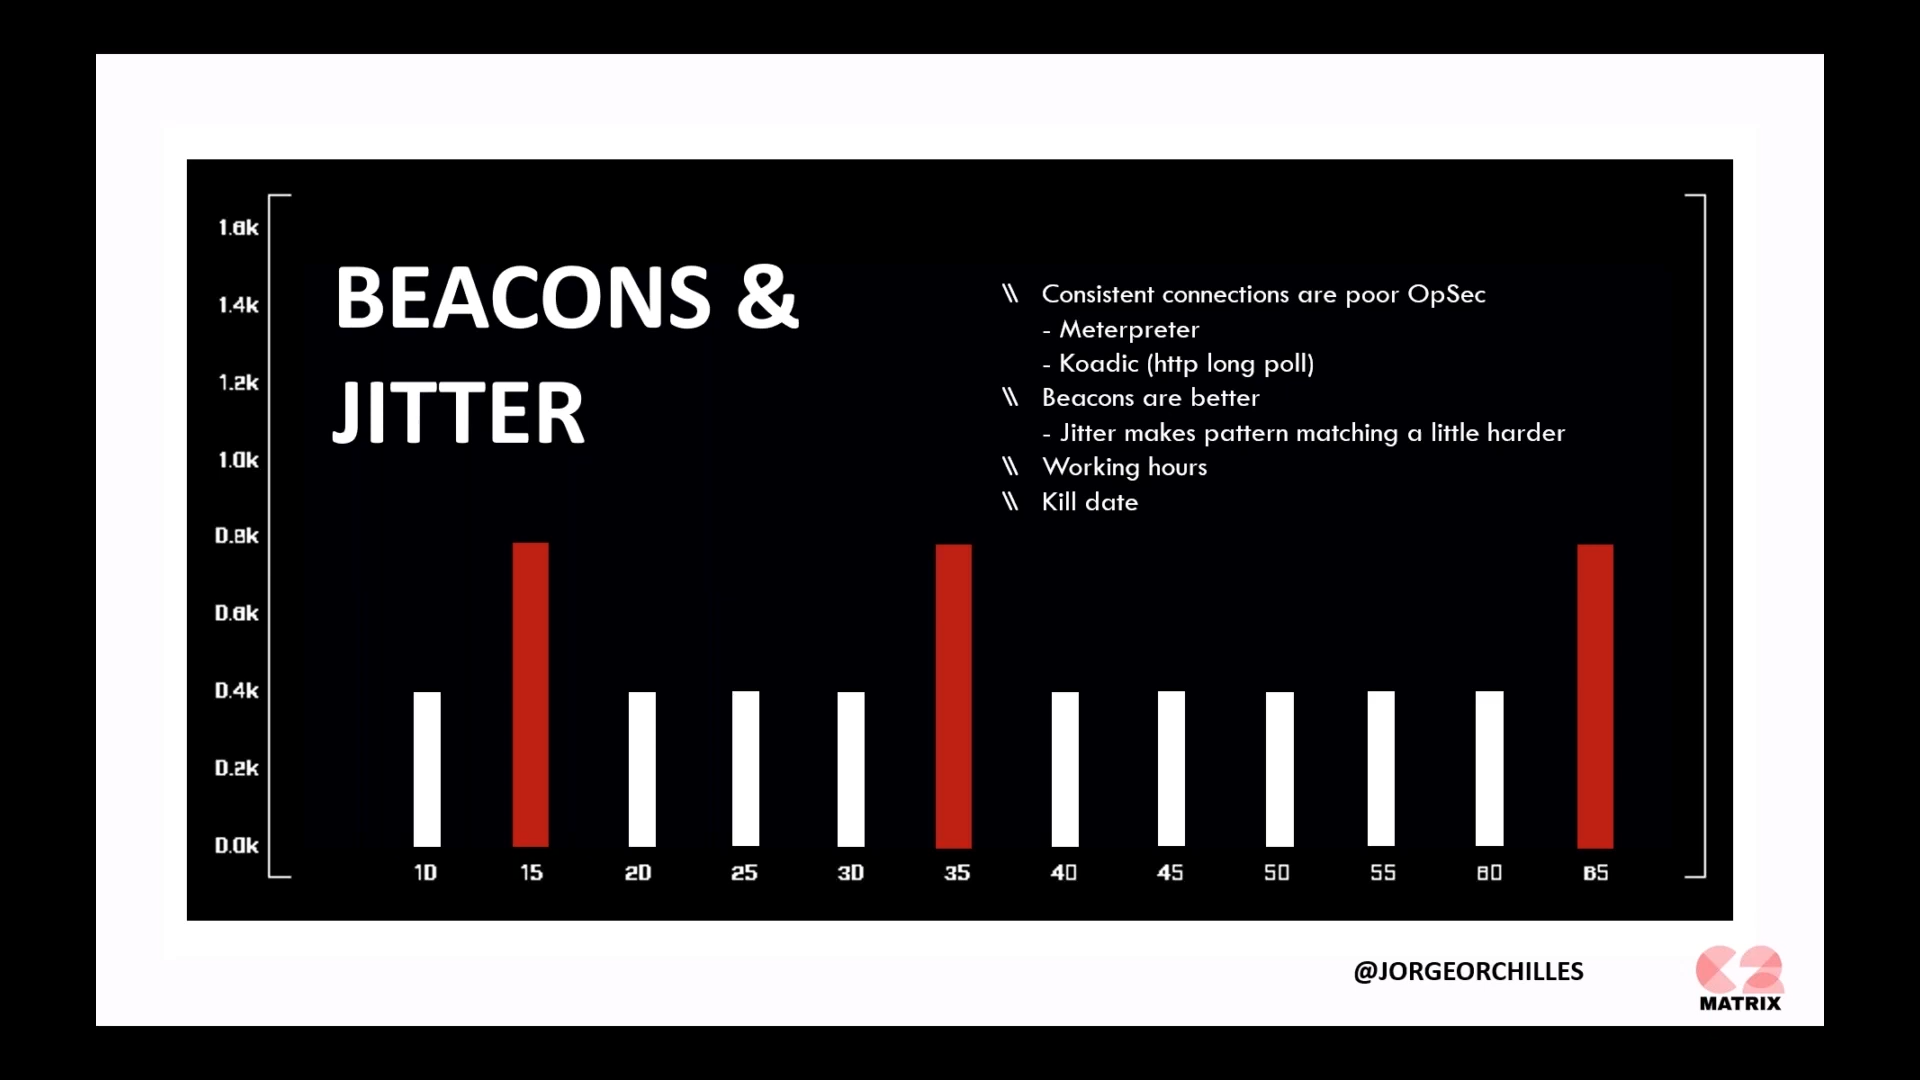 BEACONS &
JITTER
\\ Consistent connections are poor OpSec
- Meterpreter
- Koadic (http long poll)
\\ Beacons are better
- Jitter makes pattern matching a little harder
\\ Working hours
\\ Kill date
1.6k
1.4k
1.2k
1.0k
0.8k
0.6k
0.4k
0.2k
0.0k
10 15 20 25 30 35 40 45 50 55 60 65
@JORGEORCHILLES
C2
MATRIX